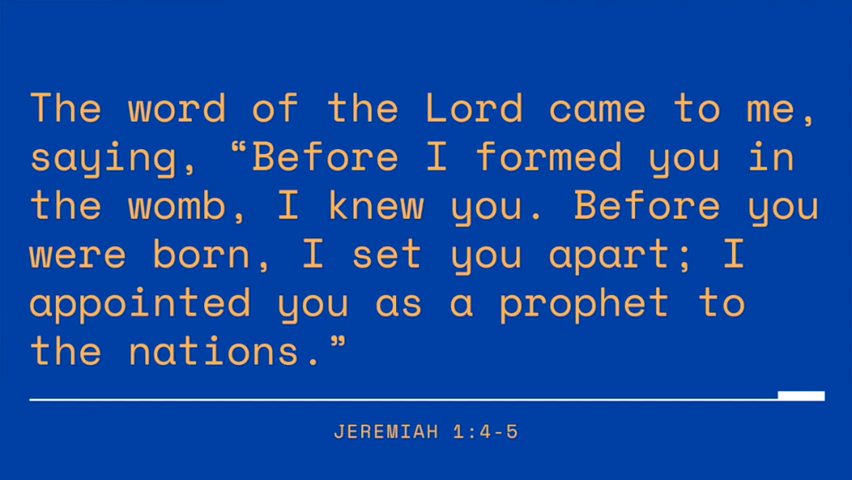 The word of the Lord came to me,
saying, “Before I formed you in
the womb, I knew you. Before you
were born, I set you apart; I
appointed you as a prophet to
the nations.”
JEREMIAH 1:4-5